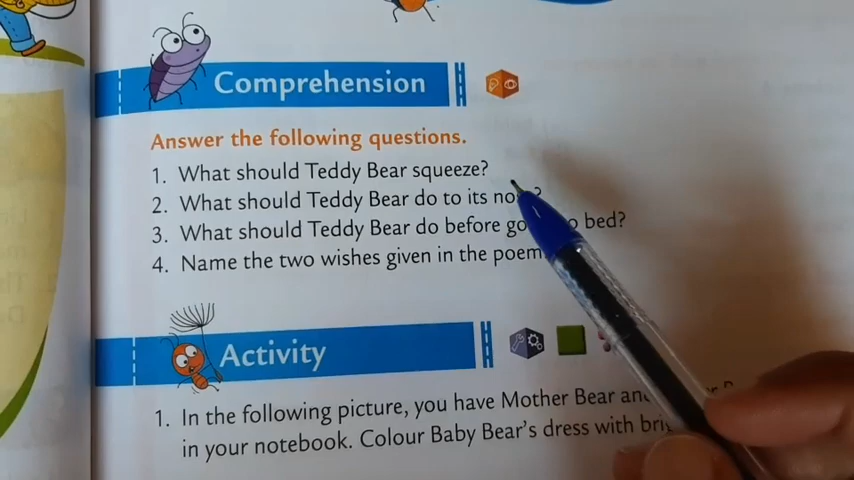 Comprehension
Answer the following questions.
1. What should Teddy Bear squeeze?
2. What should Teddy Bear do to its
3. What should Teddy Bear do before bed?
4. Name the two wishes given in the poem
Activity
1. In the following picture, you have Mother Bear
in your notebook. Colour Baby Bear's dress with